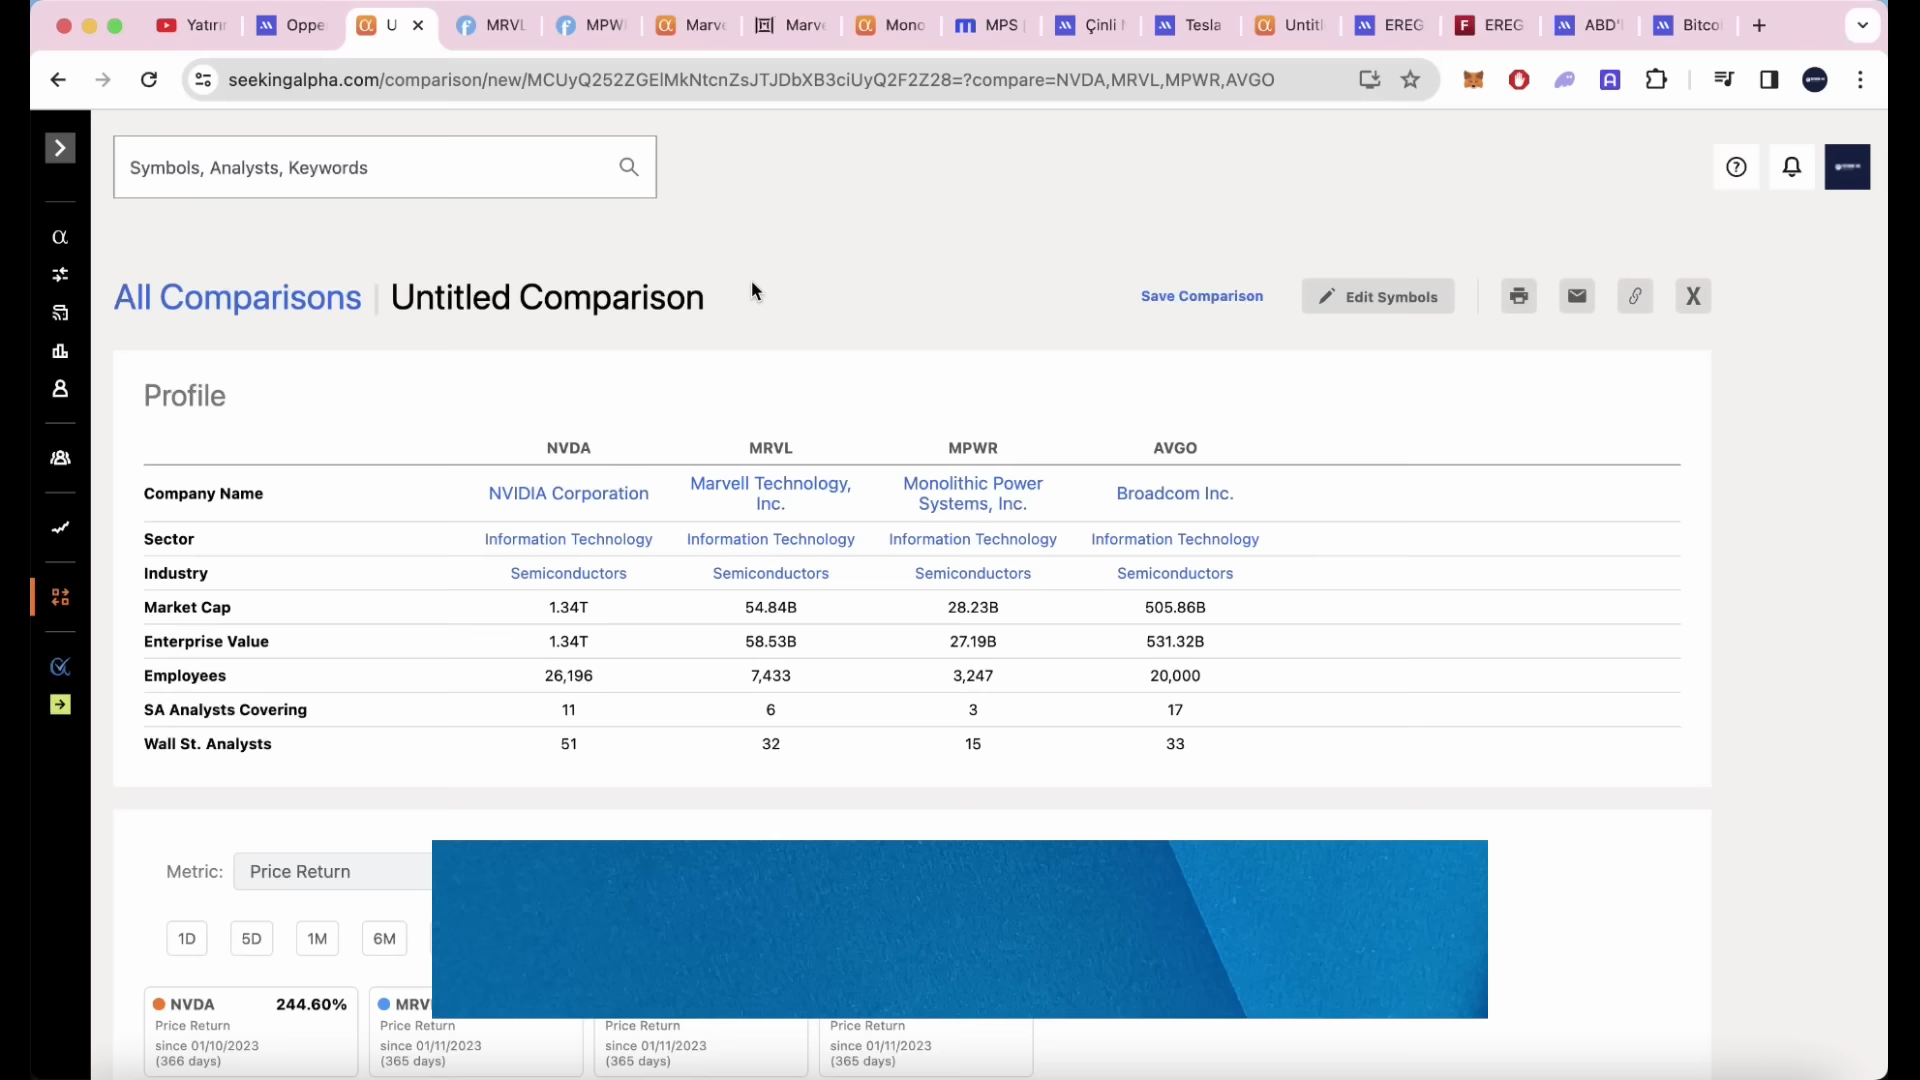 Yatırır
Oppe
U
MRVL
MPW
Marve
Marve
Mono
MPS |
Çinli
Tesla
Untitl
EREG
EREG
ABD'
Bitco
seekingalpha.com/comparison/new/MCUyQ252ZGElMkNtcnZsJTJDbXB3ciUyQ2F2Z28=?compare=NVDA,MRVL,MPWR,AVGO
Symbols, Analysts, Keywords
All Comparisons | Untitled Comparison
Save Comparison
Edit Symbols
Profile
NVDA MRVL MPWR AVGO
Company Name NVIDIA Corporation Marvell Technology, Inc. Monolithic Power Systems, Inc. Broadcom Inc.
Sector Information Technology Information Technology Information Technology Information Technology
Industry Semiconductors Semiconductors Semiconductors Semiconductors
Market Cap 1.34T 54.84B 28.23B 505.86B
Enterprise Value 1.34T 58.53B 27.19B 531.32B
Employees 26,196 7,433 3,247 20,000
SA Analysts Covering 11 6 3 17
Wall St. Analysts 51 32 15 33
Metric: Price Return
1D 5D 1M 6M
NVDA 244.60% MRV
Price Return Price Return Price Return Price Return
since 01/10/2023 since 01/11/2023 since 01/11/2023 since 01/11/2023
(366 days) (365 days) (365 days) (365 days)